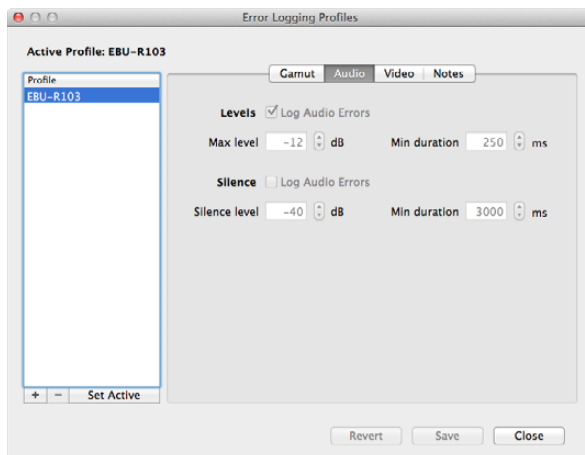 Error Logging Profiles
Active Profile: EBU-R103
Profile
EBU-R103
Gamut Audio Video Notes
Levels Log Audio Errors
Max level -12 dB Min duration 250 ms
Silence Log Audio Errors
Silence level -40 dB Min duration 3000 ms
+ - Set Active
Revert Save Close